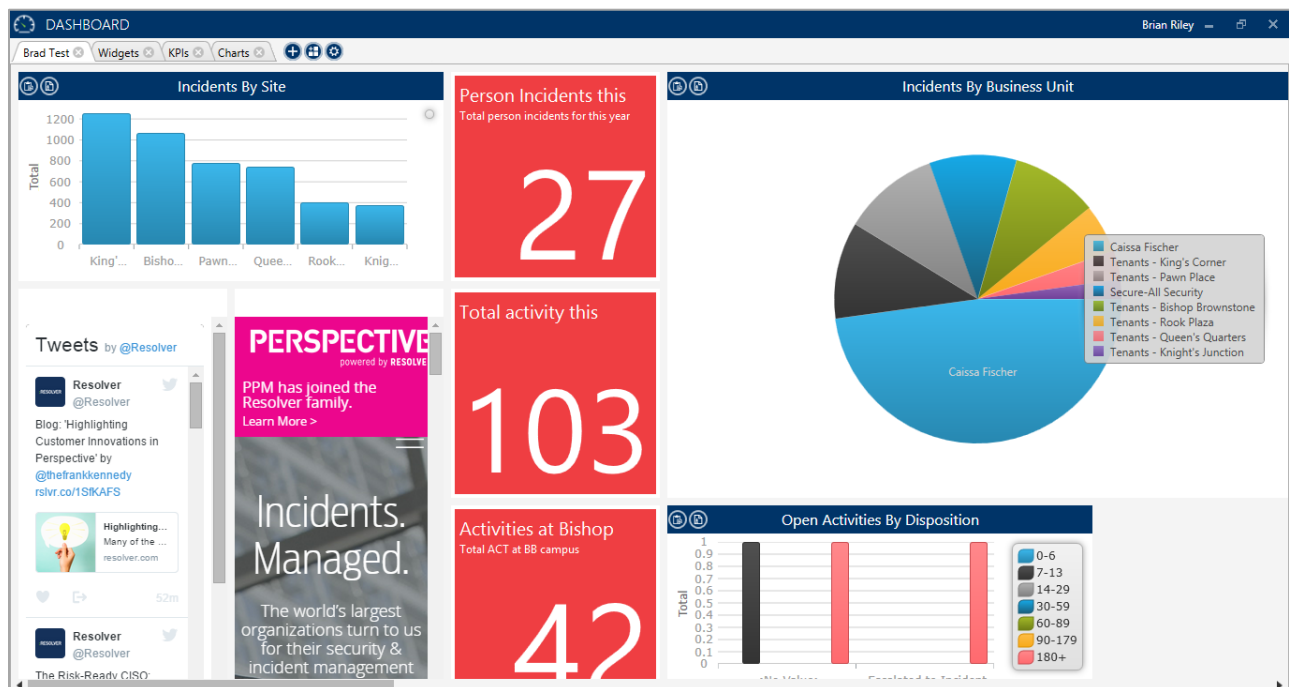 DASHBOARD
Brian Riley
Brad Test
Widgets
KPIs
Charts
Incidents By Site
1200
1000
800
600
400
200
0
Total
King'...
Bisho...
Pawn...
Quee...
Rook...
Knig...
Person Incidents this
Total person incidents for this year
27
Incidents By Business Unit
Caissa Fischer
Caissa Fischer
Tenants - King's Corner
Tenants - Pawn Place
Secure-All Security
Tenants - Bishop Brownstone
Tenants - Rook Plaza
Tenants - Queen's Quarters
Tenants - Knight's Junction
Tweets by @Resolver
RESOLVER
Resolver
@Resolver
Blog: 'Highlighting
Customer Innovations in
Perspective' by
@thefrankkennedy
rslvr.co/1SfKAFS
Highlighting...
Many of the ...
resolver.com
52m
RESOLVER
Resolver
@Resolver
The Risk-Ready CISO:
PERSPECTIVE
powered by RESOLVE
PPM has joined the
Resolver family.
Learn More >
Incidents.
Managed.
The world's largest
organizations turn to us
for their security &
incident management
Total activity this
103
Activities at Bishop
Total ACT at BB campus
42
Open Activities By Disposition
1
0.9
0.8
0.7
0.6
0.5
0.4
0.3
0.2
0.1
0
Total
Escalated to Incident
0-6
7-13
14-29
30-59
60-89
90-179
180+